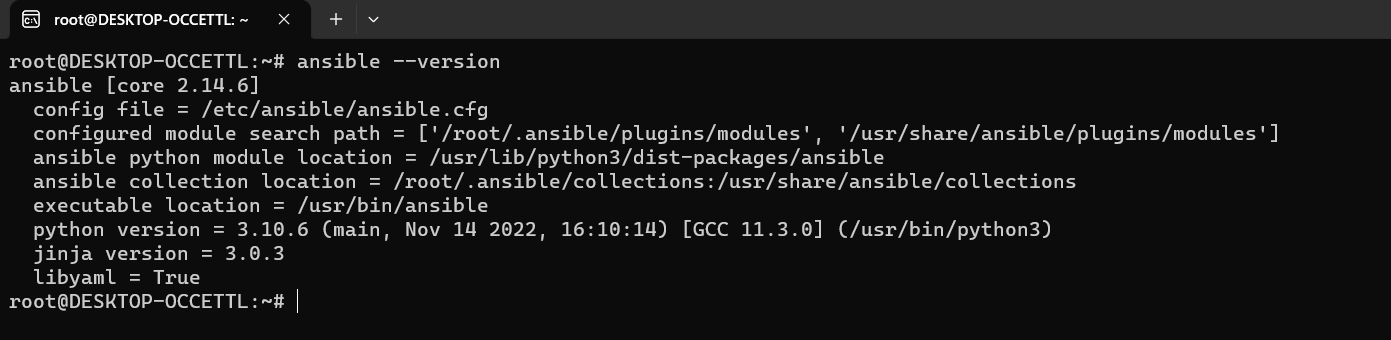 root@DESKTOP-OCCETTL: ~
root@DESKTOP-OCCETTL:~# ansible --version
ansible [core 2.14.6]
  config file = /etc/ansible/ansible.cfg
  configured module search path = ['/root/.ansible/plugins/modules', '/usr/share/ansible/plugins/modules']
  ansible python module location = /usr/lib/python3/dist-packages/ansible
  ansible collection location = /root/.ansible/collections:/usr/share/ansible/collections
  executable location = /usr/bin/ansible
  python version = 3.10.6 (main, Nov 14 2022, 16:10:14) [GCC 11.3.0] (/usr/bin/python3)
  jinja version = 3.0.3
  libyaml = True
root@DESKTOP-OCCETTL:~#